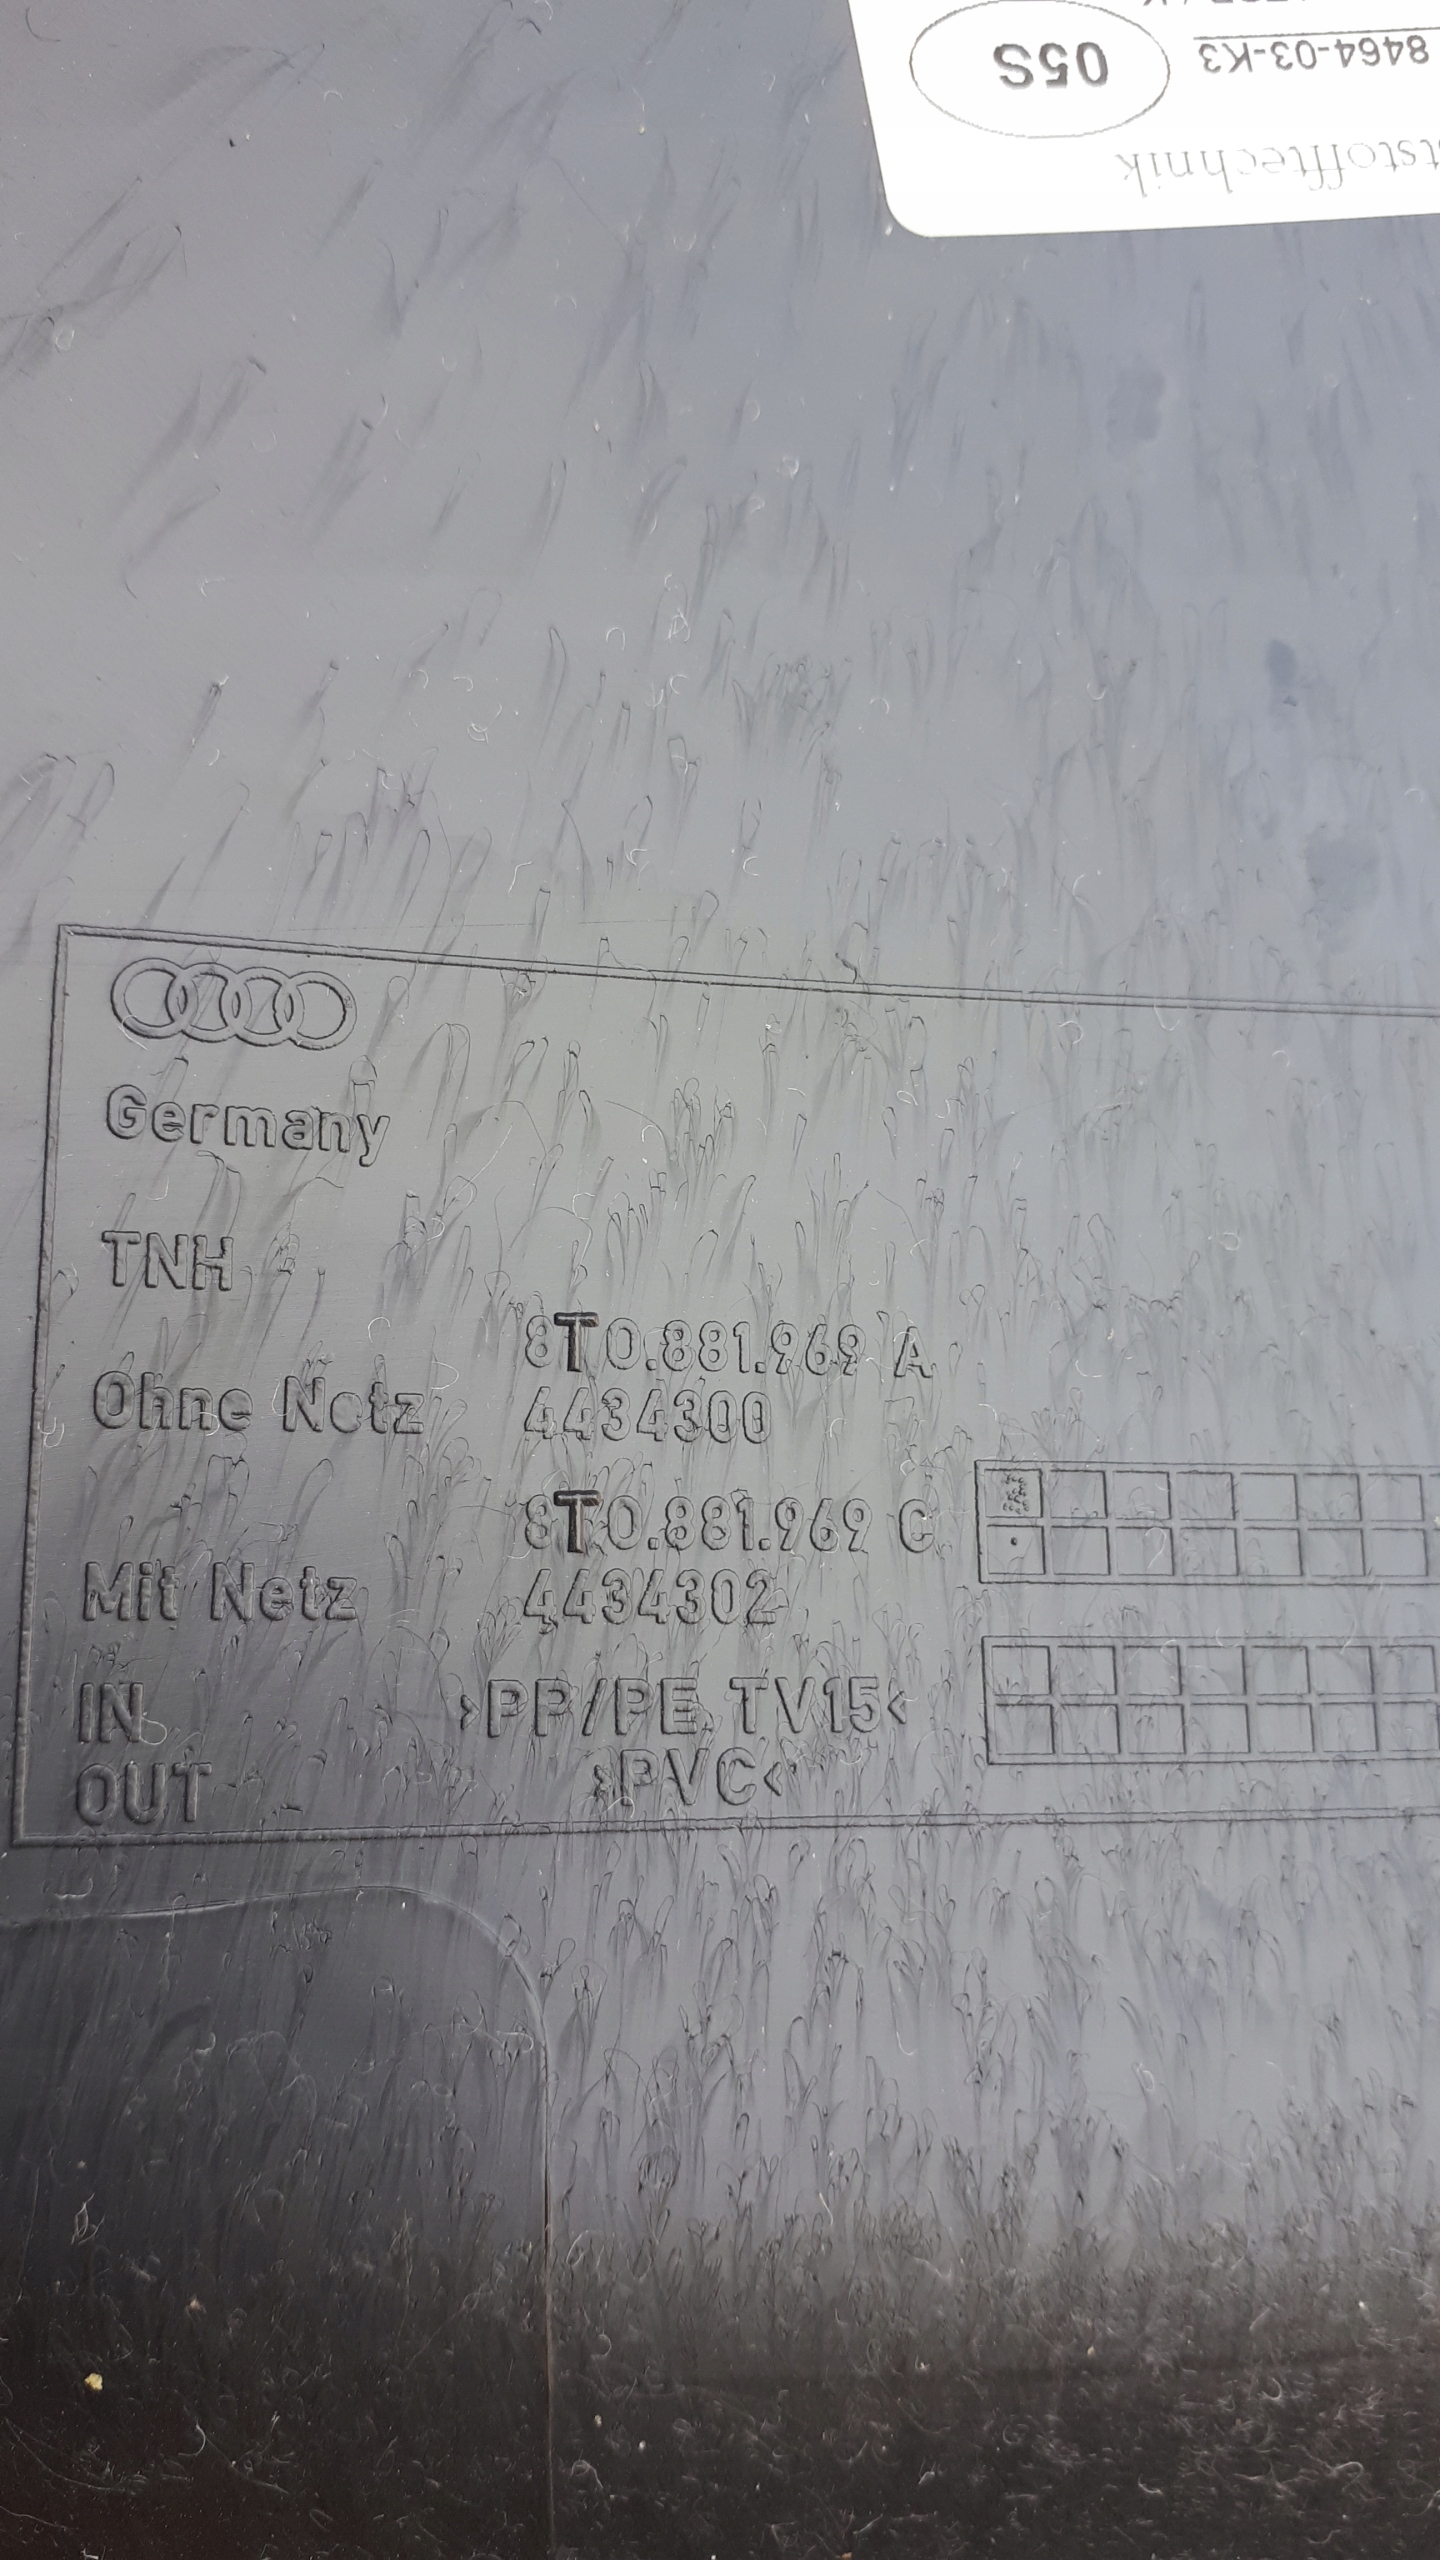 8464-03-K3
05S
Germany
TNH
8T0.881.969 A
Ohne Netz 4434300
8T0.881.969 C
Mit Netz 4434302
IN >PP/PE TV15<
OUT >PVC<